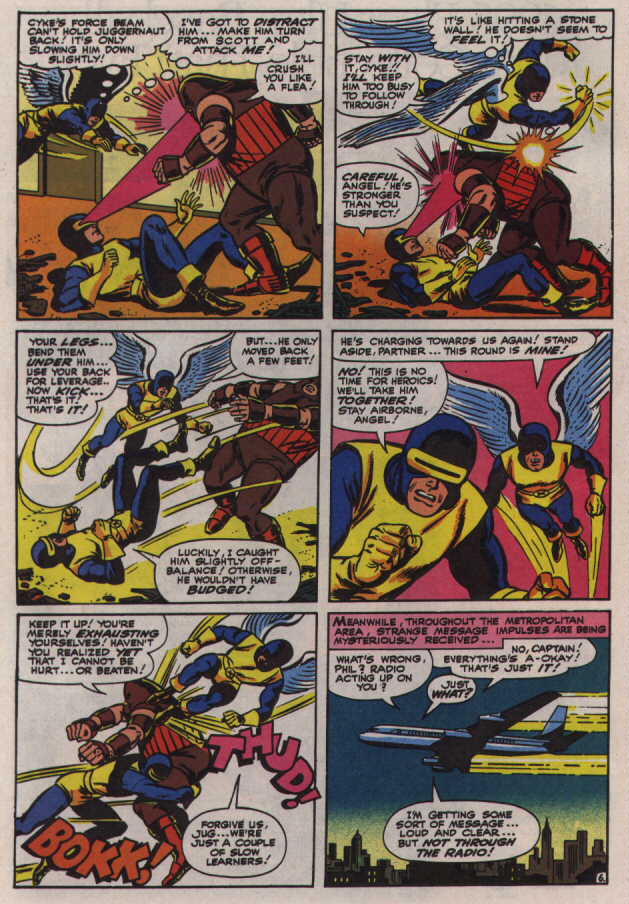 CYKE'S FORCE BEAM
CAN'T HOLD JUGGERNAUT
BACK! IT'S ONLY
SLOWING HIM DOWN
SLIGHTLY!
I'VE GOT TO DISTRACT
HIM... MAKE HIM TURN
FROM SCOTT AND
ATTACK ME!
I'LL
CRUSH
YOU LIKE
A FLEA!
IT'S LIKE HITTING A STONE
WALL! HE DOESN'T SEEM TO
FEEL IT!
STAY WITH
IT, CYKE!!
I'LL KEEP
HIM TOO BUSY
TO FOLLOW
THROUGH!
CAREFUL,
ANGEL! HE'S
STRONGER
THAN YOU
SUSPECT!
YOUR LEGS...
BEND THEM
UNDER HIM...
USE YOUR BACK
FOR LEVERAGE..
NOW KICK...
THAT'S IT!
THAT'S IT!
BUT...HE ONLY
MOVED BACK
A FEW FEET!
LUCKILY, I CAUGHT
HIM SLIGHTLY OFF-
BALANCE! OTHERWISE,
HE WOULDN'T HAVE
BUDGED!
HE'S CHARGING TOWARDS US AGAIN! STAND
ASIDE, PARTNER... THIS ROUND IS MINE!
NO! THIS IS NO
TIME FOR HEROICS!
WE'LL TAKE HIM
TOGETHER!
STAY AIRBORNE,
ANGEL!
KEEP IT UP! YOU'RE
MERELY EXHAUSTING
YOURSELVES! HAVEN'T
YOU REALIZED YET
THAT I CANNOT BE
HURT...OR BEATEN!
THUD!
FORGIVE US,
JUG...WE'RE
JUST A COUPLE
OF SLOW
LEARNERS!
BOKK!
MEANWHILE, THROUGHOUT THE METROPOLITAN
AREA, STRANGE MESSAGE IMPULSES ARE BEING
MYSTERIOUSLY RECEIVED...
WHAT'S WRONG,
PHIL? RADIO
ACTING UP ON
YOU?
NO, CAPTAIN!
EVERYTHING'S A-OKAY!
THAT'S JUST IT!
JUST
WHAT?
I'M GETTING SOME
SORT OF MESSAGE...
LOUD AND CLEAR...
BUT NOT THROUGH
THE RADIO!
6